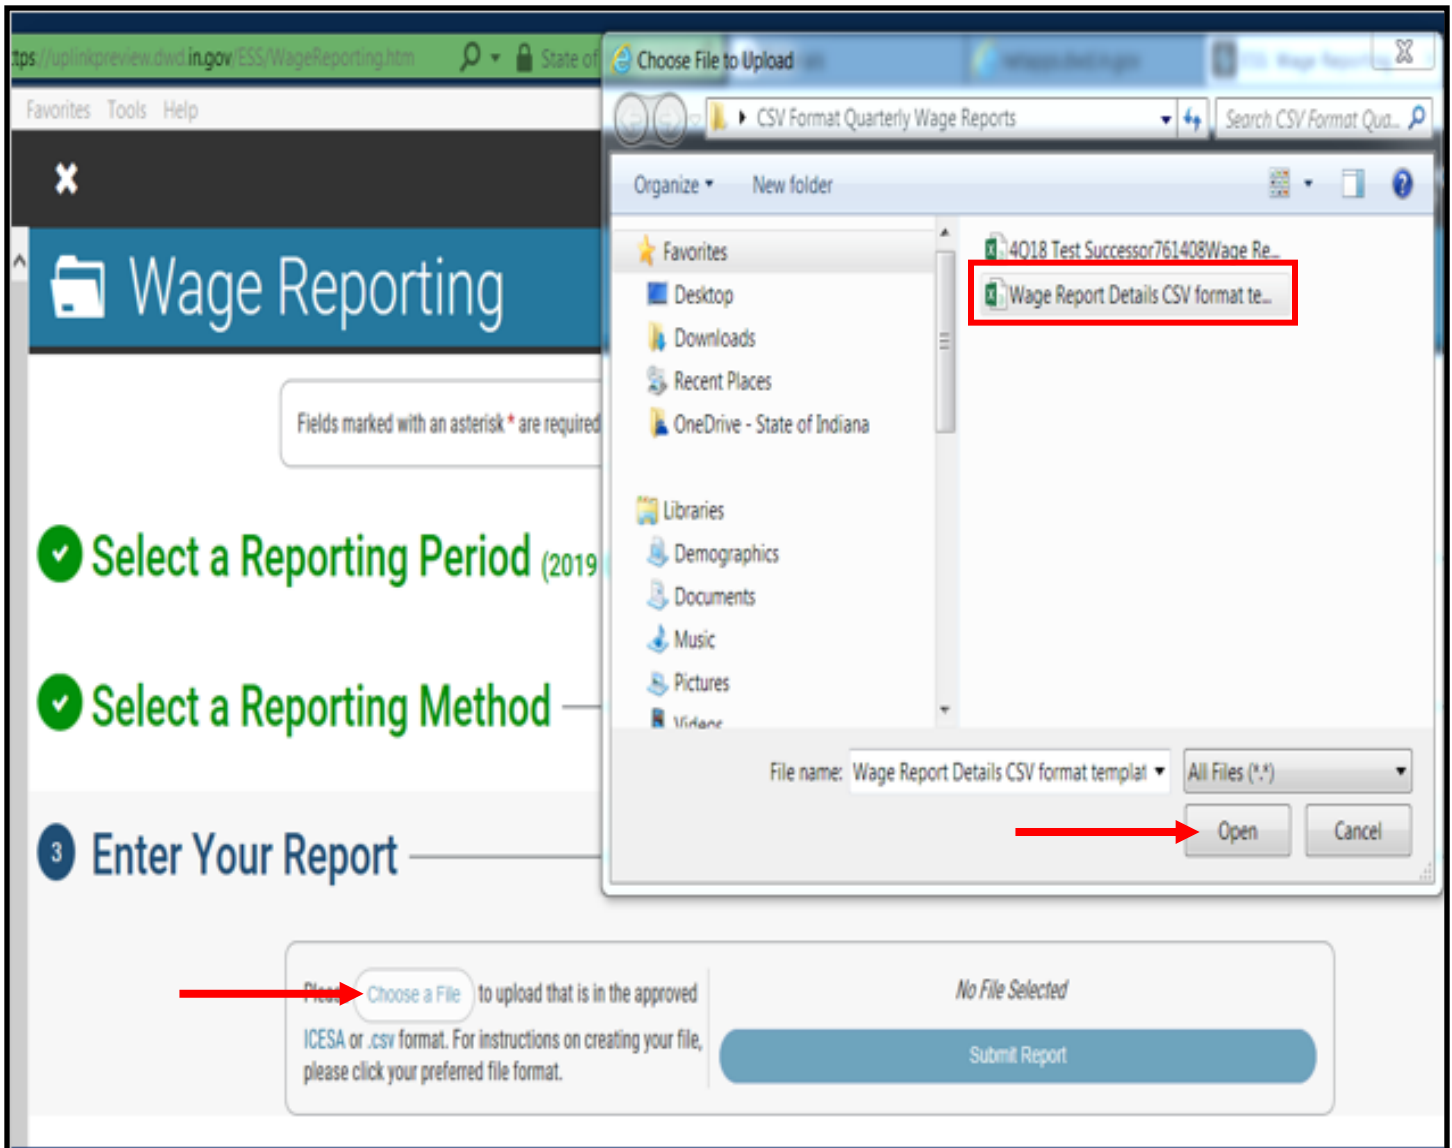 tps://uplinkpreview.dwd.in.gov/ESS/WageReporting.htm
State of
Favorites Tools Help
Wage Reporting
Fields marked with an asterisk * are required
Select a Reporting Period (2019
Select a Reporting Method
3 Enter Your Report
Please Choose a File to upload that is in the approved
ICESA or .csv format. For instructions on creating your file,
please click your preferred file format.
No File Selected
Submit Report
Choose File to Upload
CSV Format Quarterly Wage Reports
Search CSV Format Qua...
Organize
New folder
Favorites
Desktop
Downloads
Recent Places
OneDrive - State of Indiana
Libraries
Demographics
Documents
Music
Pictures
Videos
4Q18 Test Successor761408Wage Re...
Wage Report Details CSV format te...
File name: Wage Report Details CSV format templat
All Files (*.*)
Open
Cancel